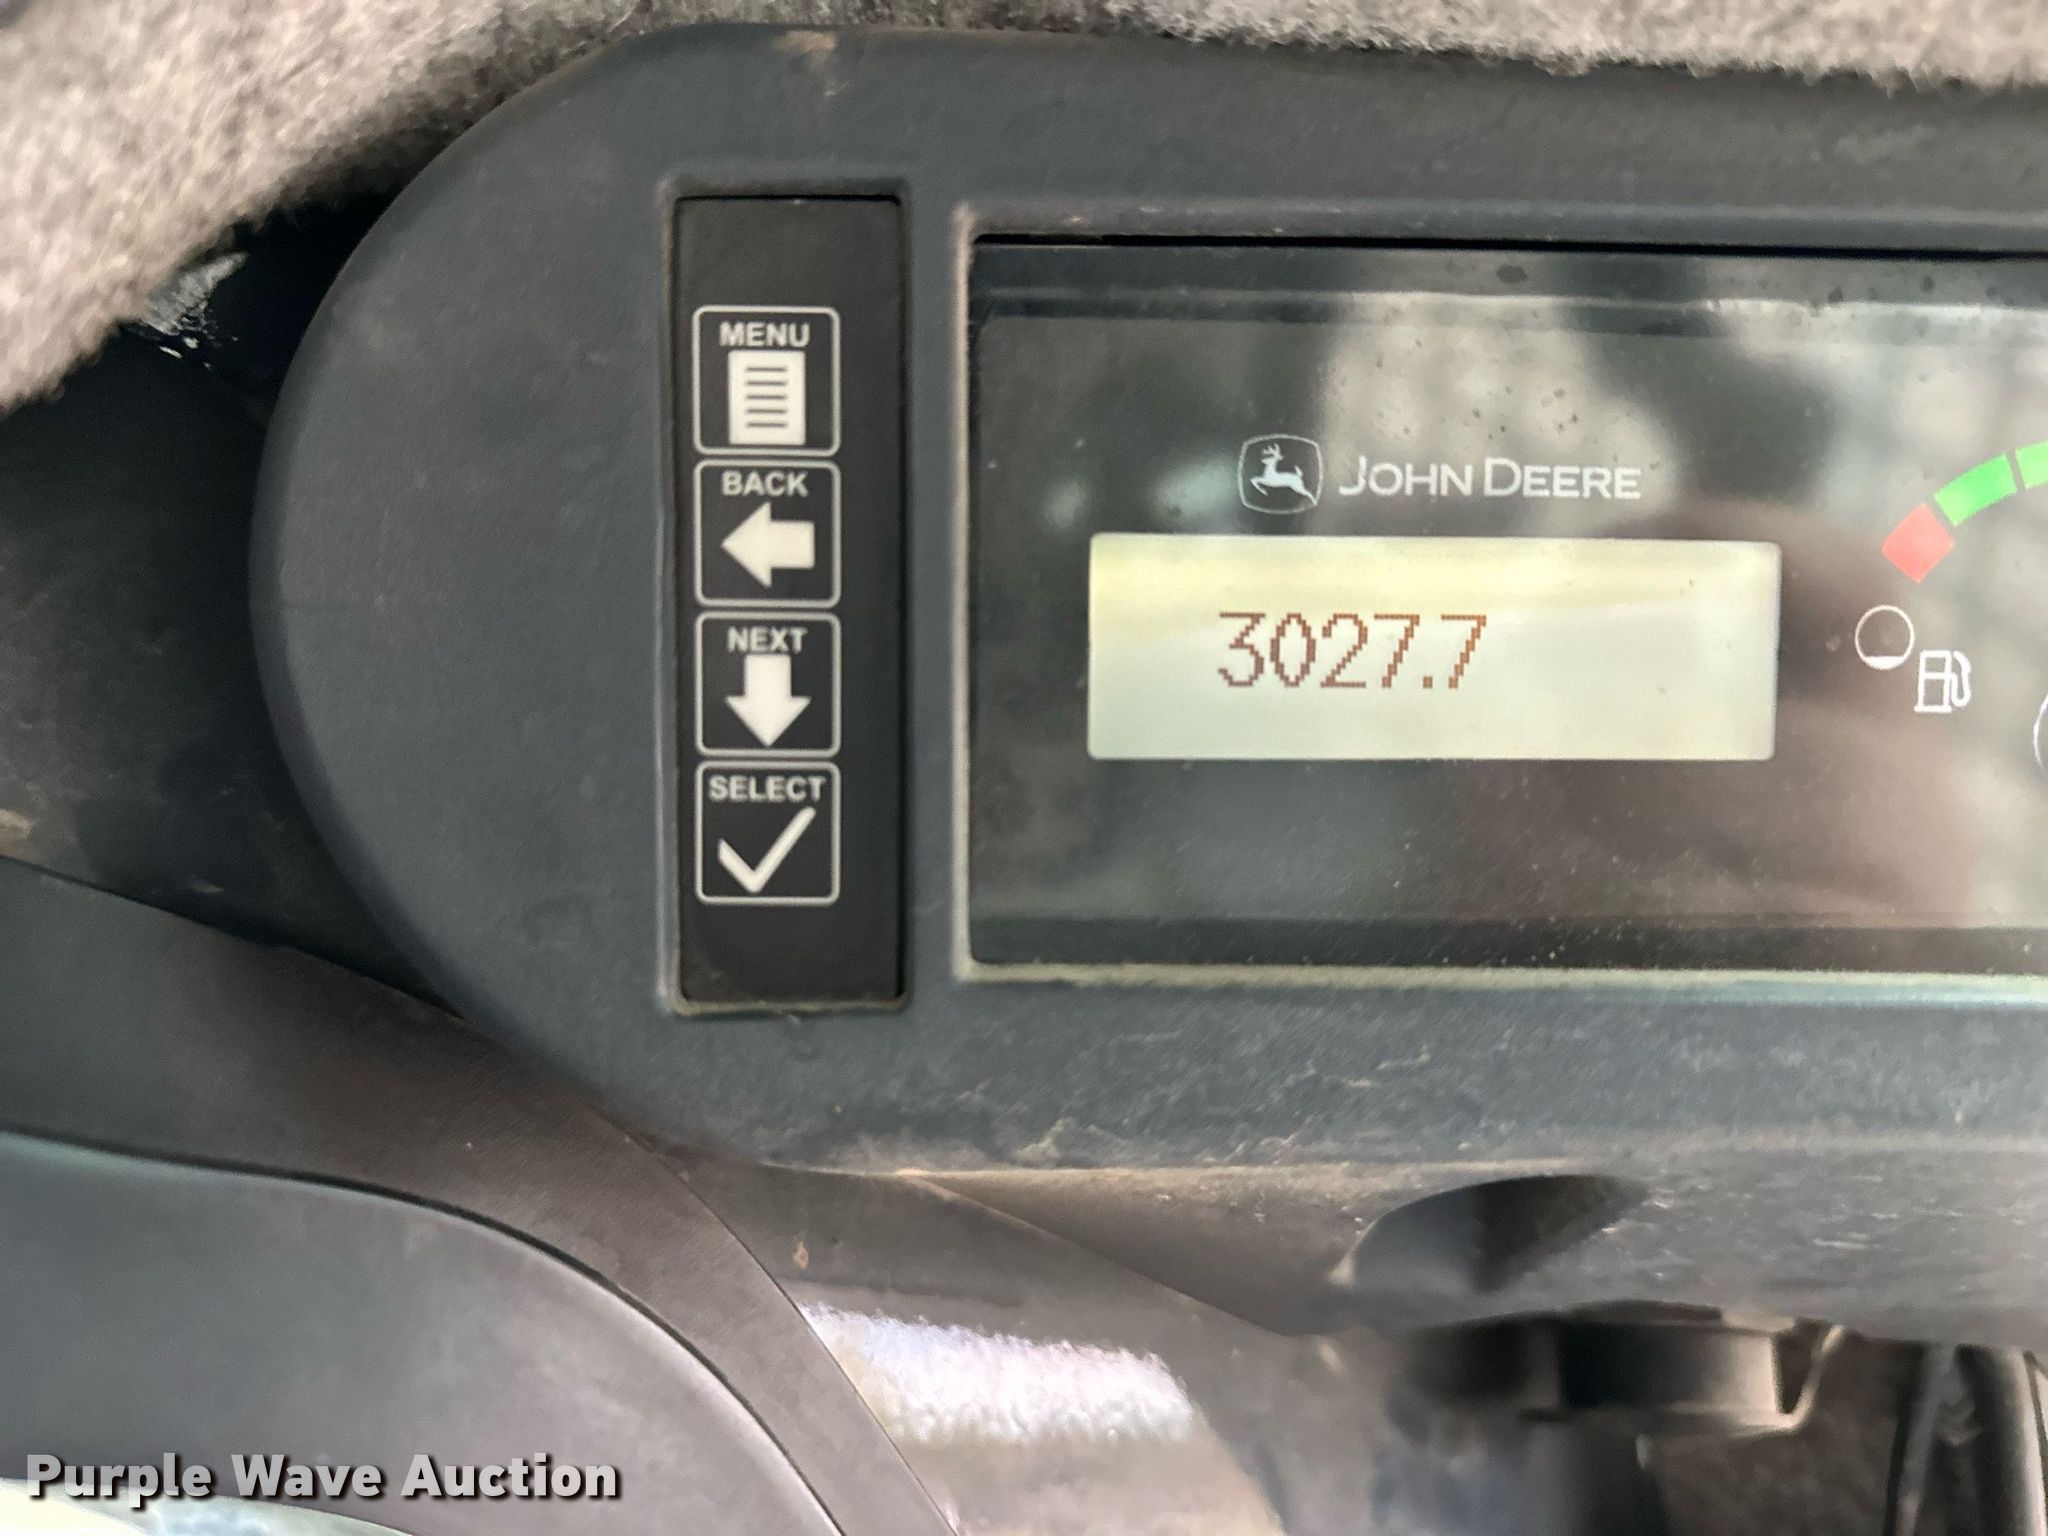 MENU
BACK
NEXT
SELECT
JOHN DEERE
3027.7
Purple Wave Auction